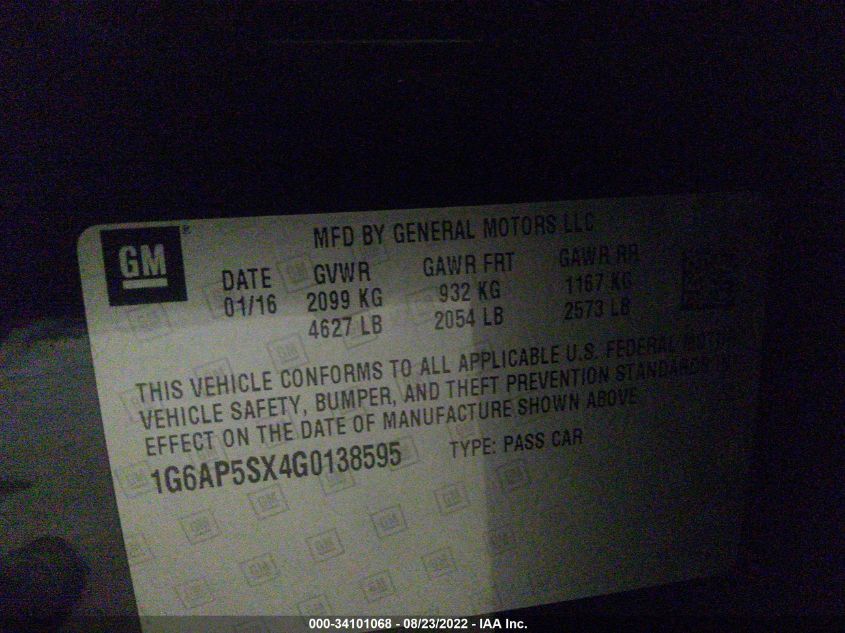 GM®
MFD BY GENERAL MOTORS LLC
DATE GVWR GAWR FRT GAWR RR
01/16 2099 KG 932 KG 1167 KG
4627 LB 2054 LB 2573 LB
THIS VEHICLE CONFORMS TO ALL APPLICABLE U.S. FEDERAL MOTOR
VEHICLE SAFETY, BUMPER, AND THEFT PREVENTION STANDARDS IN
EFFECT ON THE DATE OF MANUFACTURE SHOWN ABOVE
1G6AP5SX4G0138595 TYPE: PASS CAR
000-34101068 - 08/23/2022 - IAA Inc.